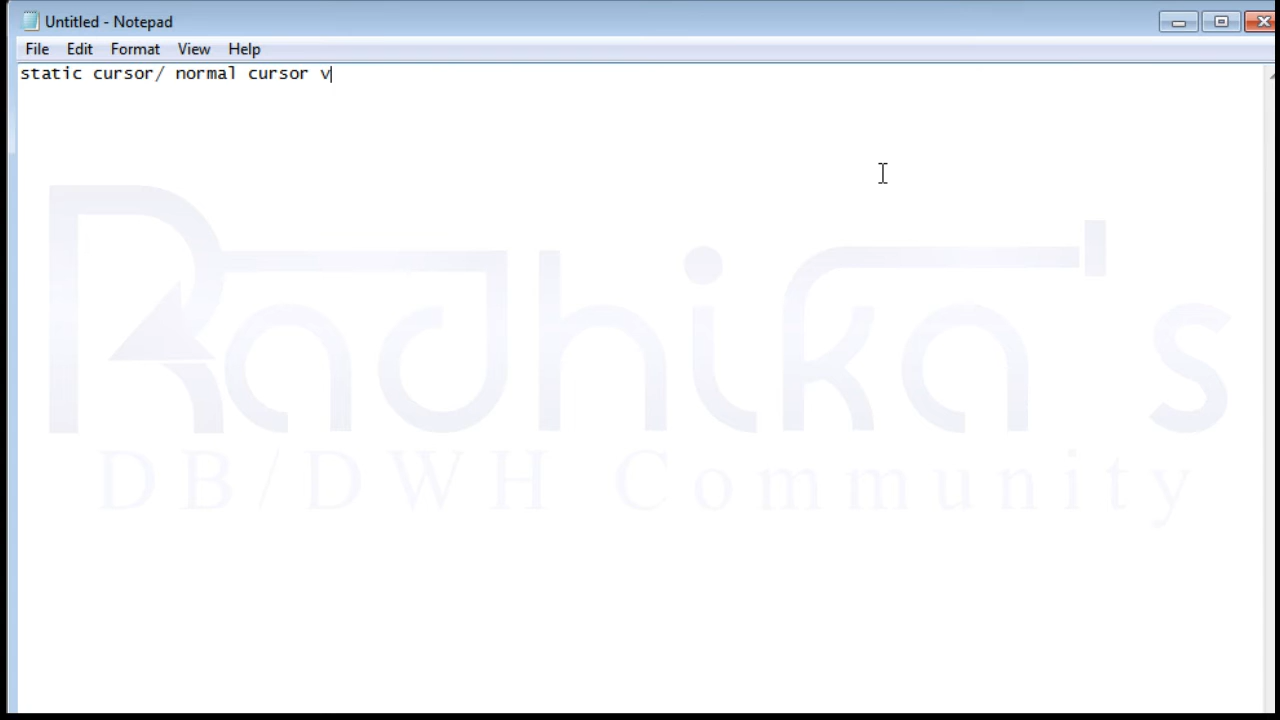 Untitled - Notepad
File Edit Format View Help
static cursor/ normal cursor v
Radhika's
DB/DWH Community